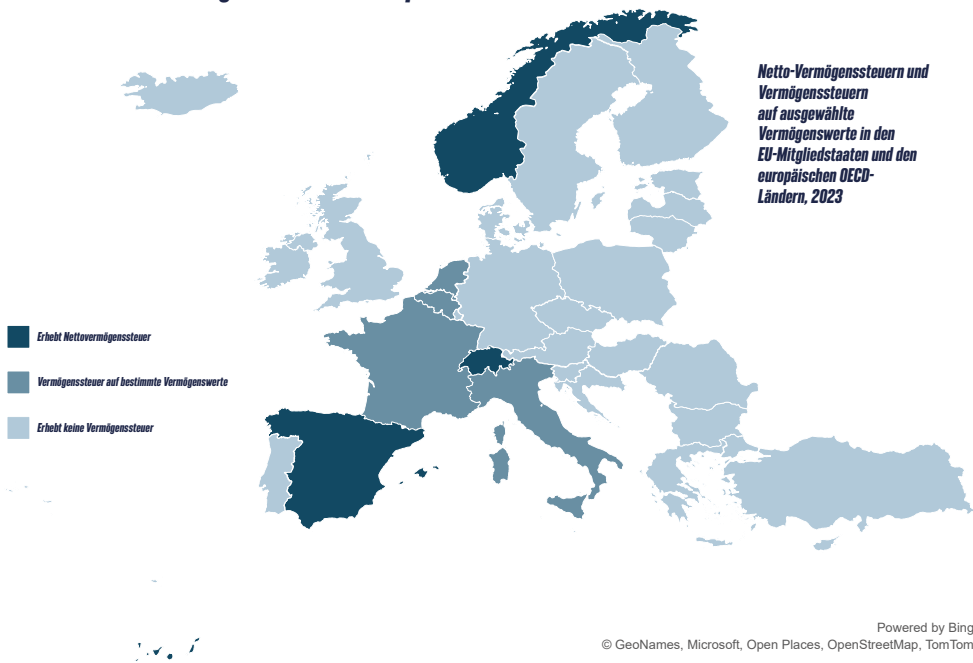 Netto-Vermögenssteuern und
Vermögenssteuern
auf ausgewählte
Vermögenswerte in den
EU-Mitgliedstaaten und den
europäischen OECD-
Ländern, 2023
Erhebt Nettovermögenssteuer
Vermögenssteuer auf bestimmte Vermögenswerte
Erhebt keine Vermögenssteuer
Powered by Bing
© GeoNames, Microsoft, Open Places, OpenStreetMap, TomTom